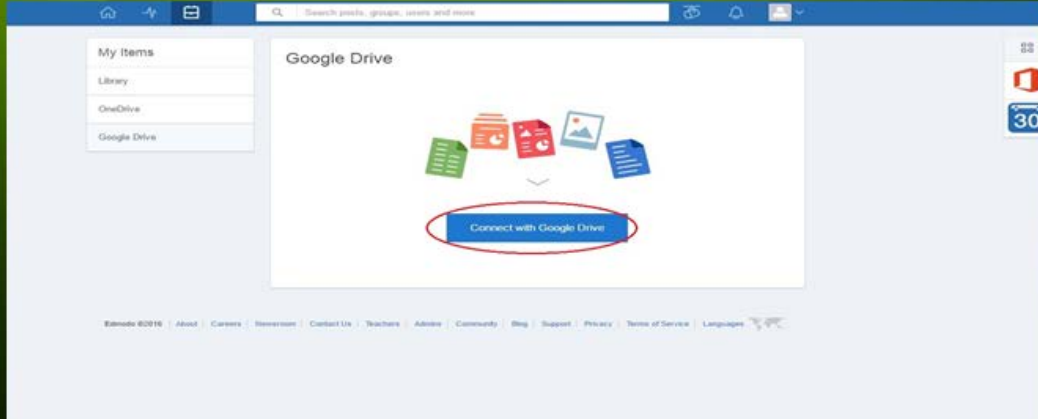 Search posts, groups, users and more
My Items
Library
OneDrive
Google Drive
Google Drive
Connect with Google Drive
30
Edmodo ©2016 | About | Careers | Newsroom | Contact Us | Teachers | Admins | Community | Blog | Support | Privacy | Terms of Service | Languages